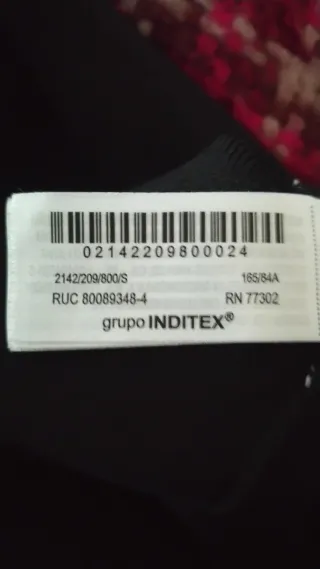 02142209800024
2142/209/800/S 165/84A
RUC 80089348-4 RN 77302
grupo INDITEX®